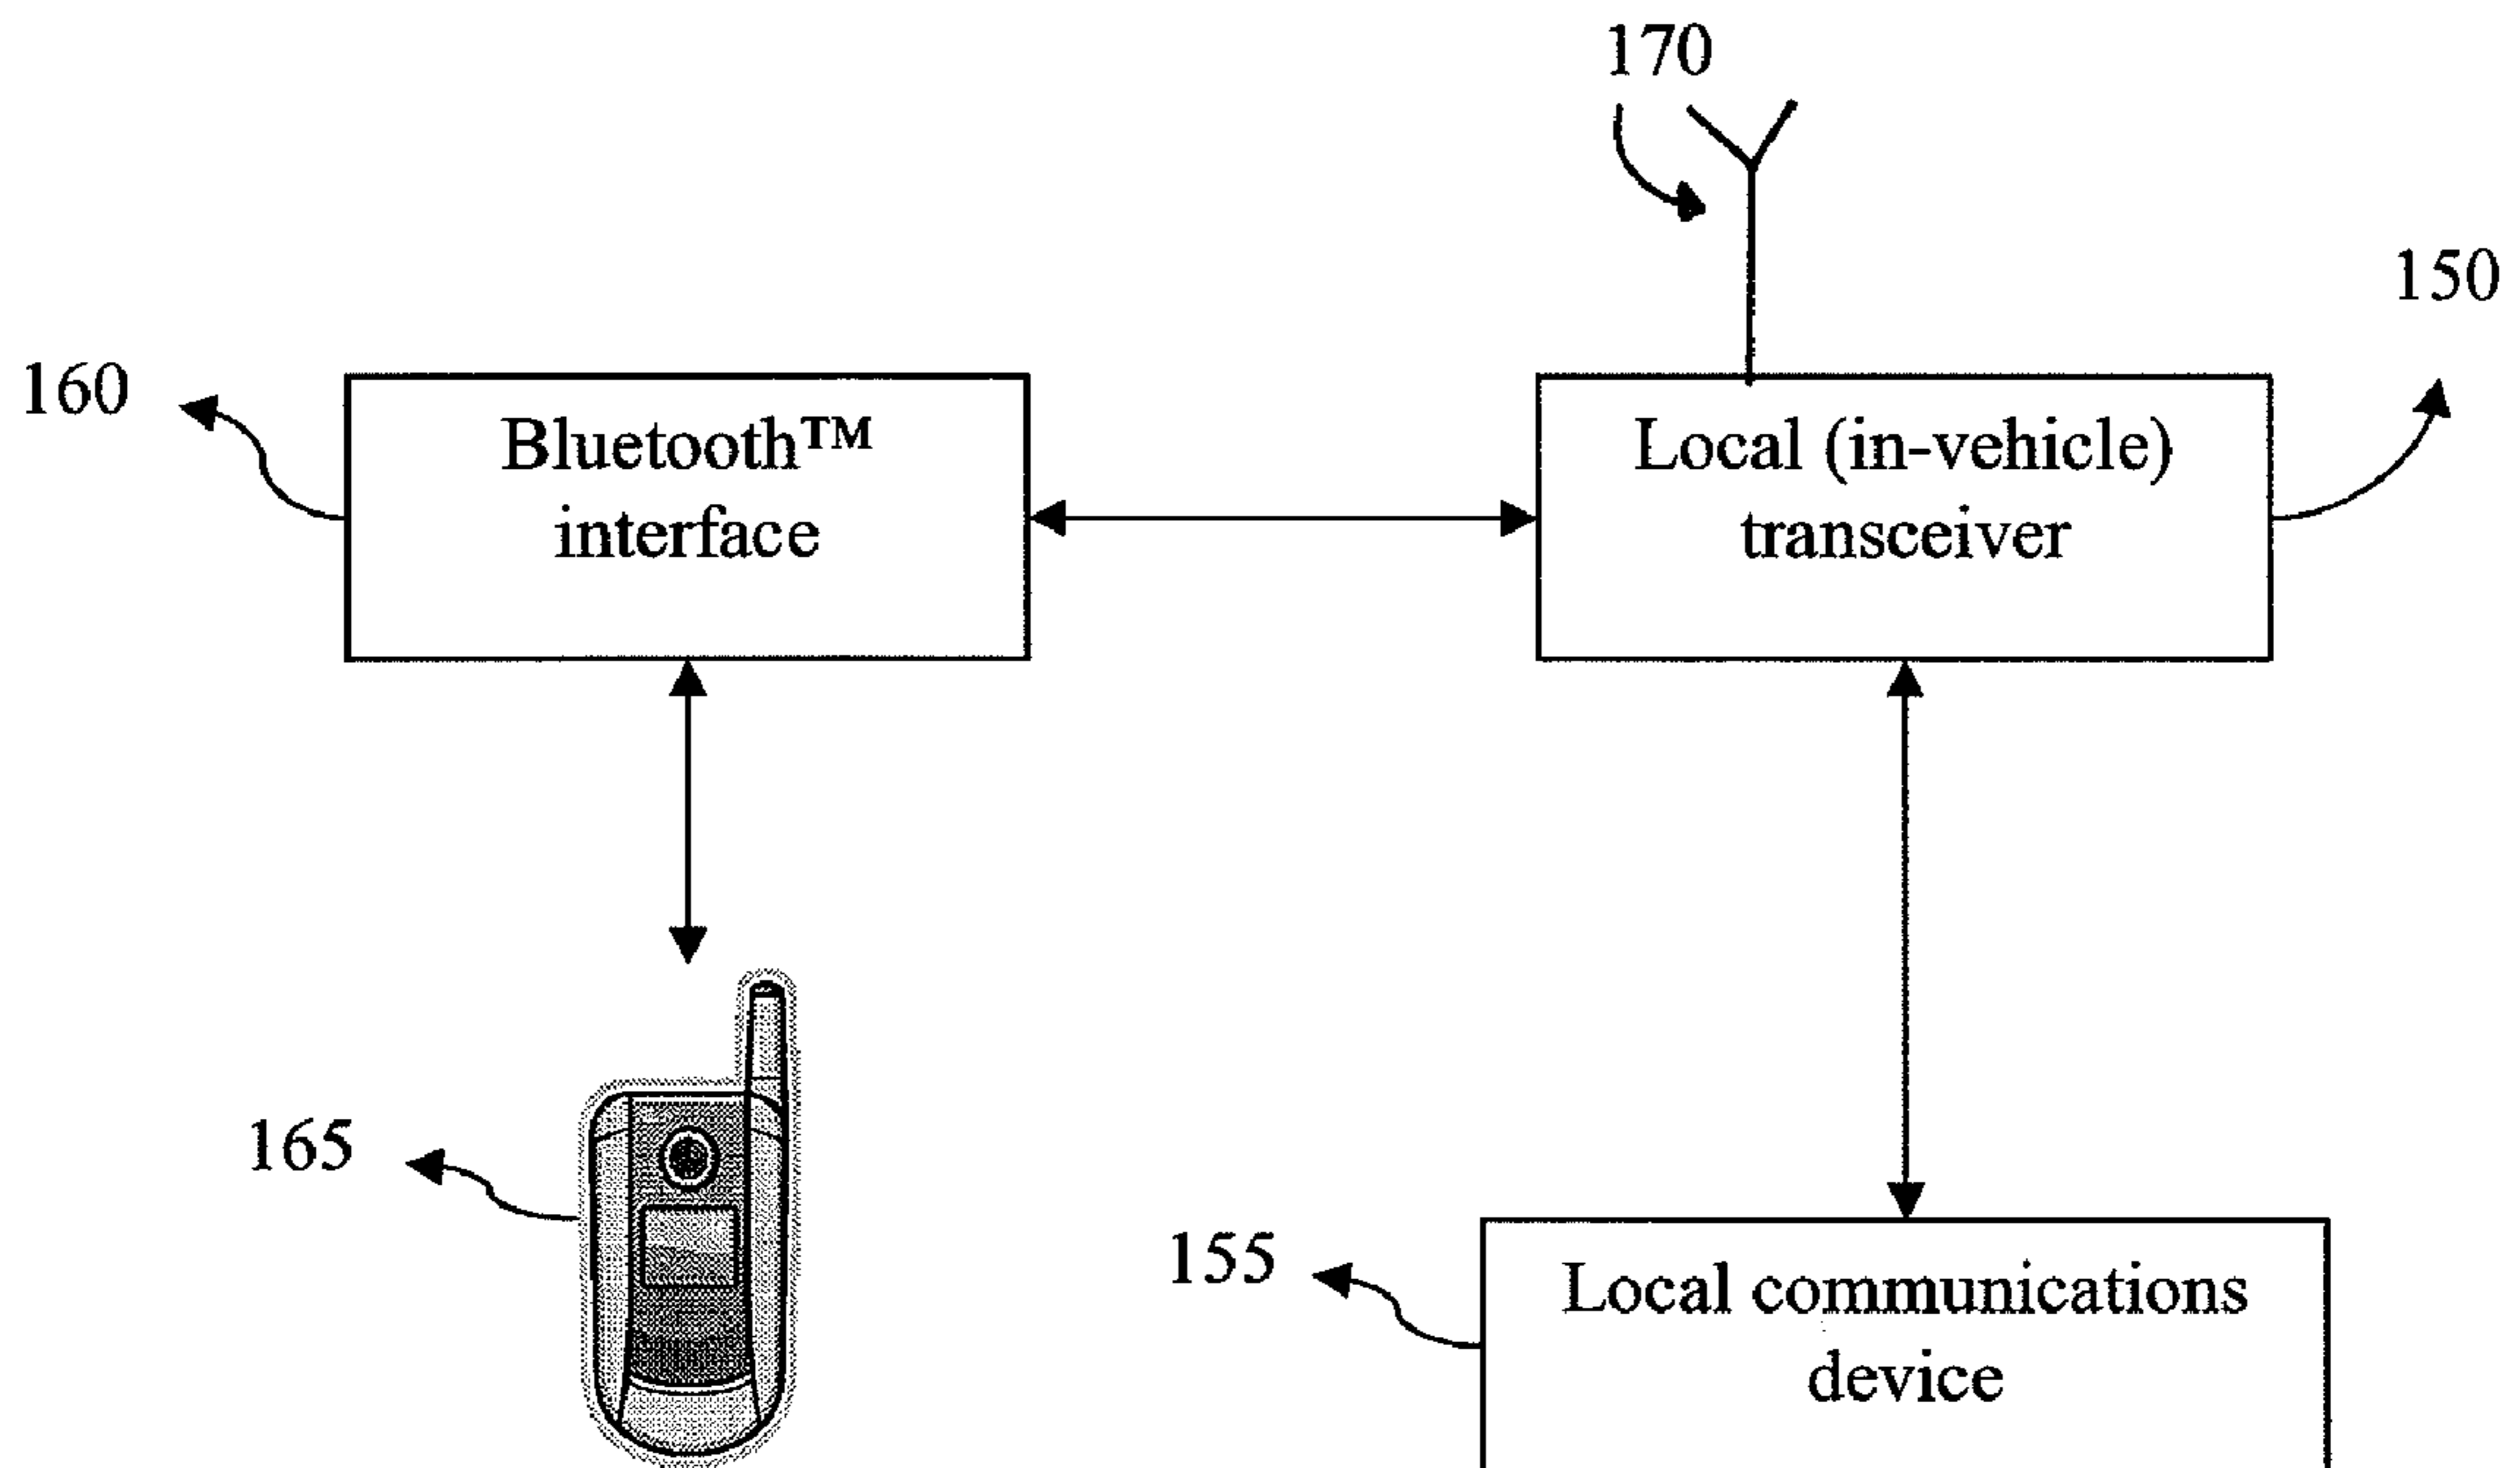 170
150
160
Bluetooth™
interface
Local (in-vehicle)
transceiver
165
155
Local communications
device